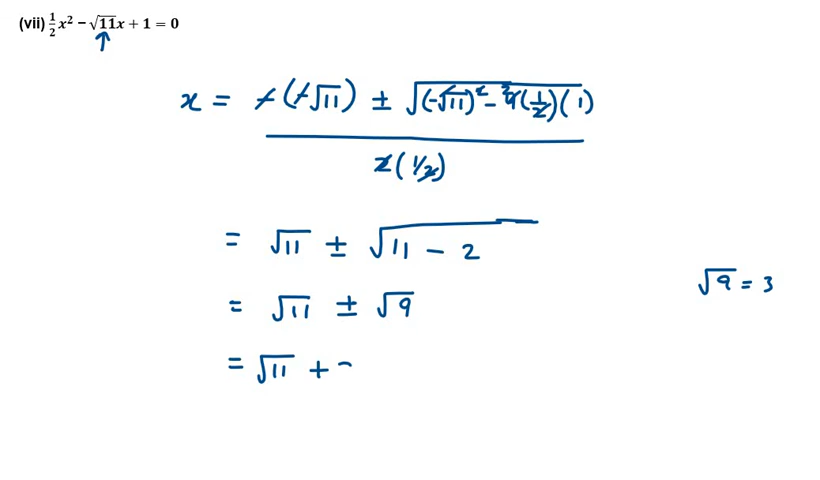 (vii) ½x² − √11x + 1 = 0
x = −(−√11) ± √((−√11)² − 4(1/2)(1))
2(1/2)
= √11 ± √(11 − 2)
= √11 ± √9
√9 = 3
= √11 +